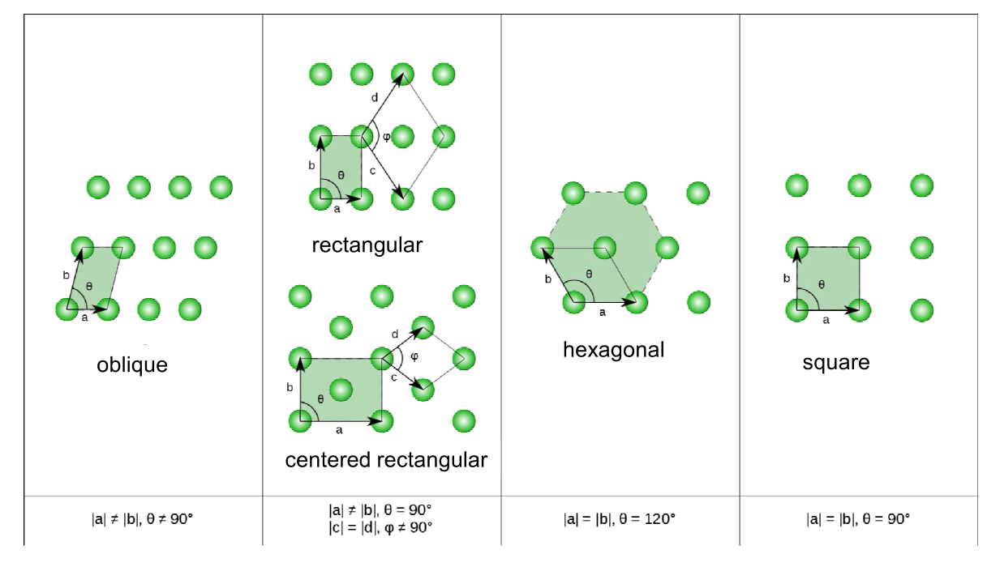 b
θ
a
oblique
d
φ
b
θ
c
a
rectangular
d
φ
b
θ
c
a
centered rectangular
b
θ
a
hexagonal
b
θ
a
square
|a| ≠ |b|, θ ≠ 90°
|a| ≠ |b|, θ = 90°
|c| = |d|, φ ≠ 90°
|a| = |b|, θ = 120°
|a| = |b|, θ = 90°